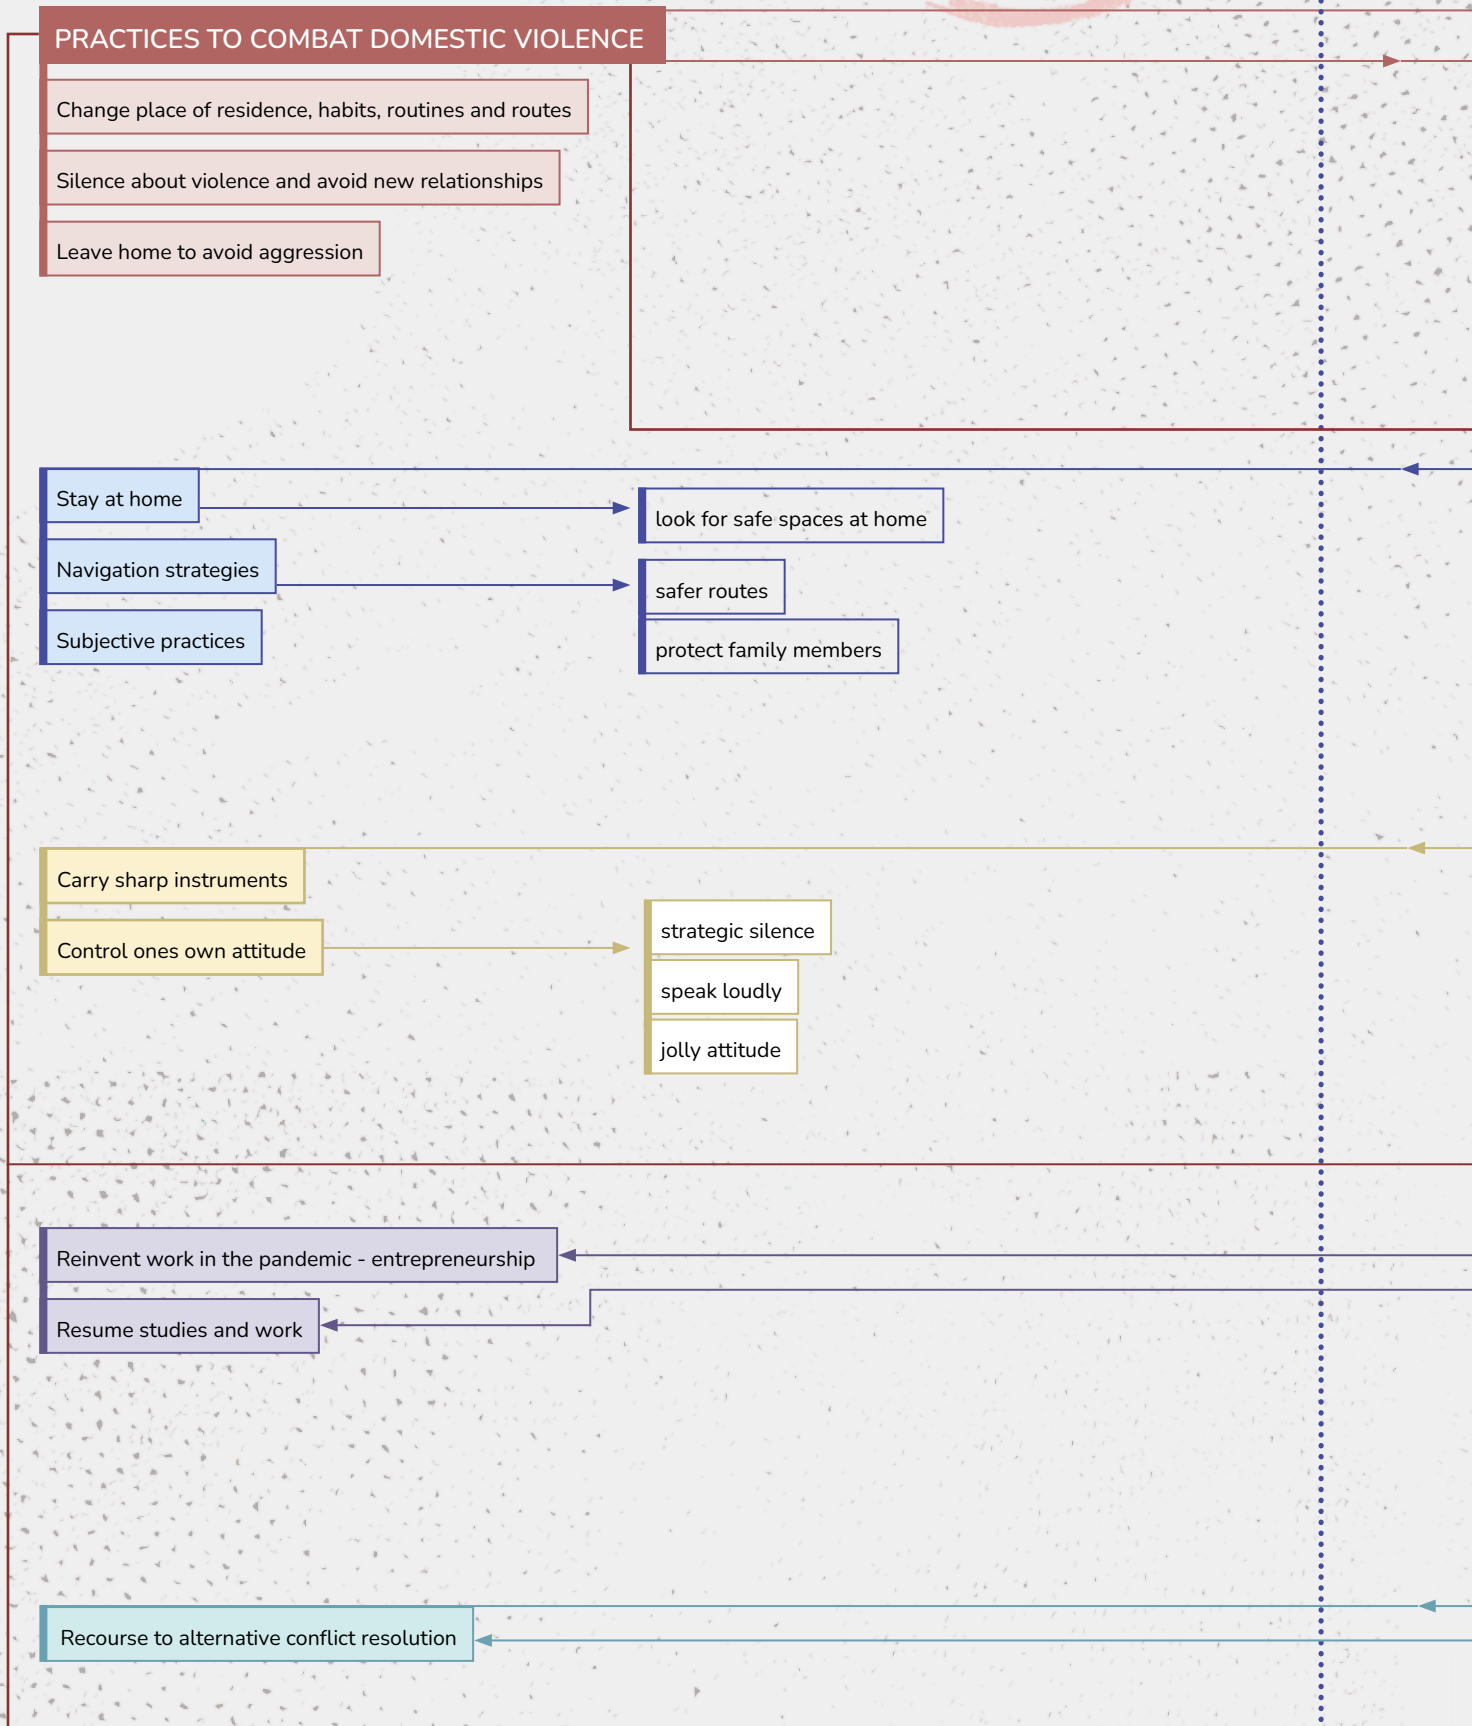 PRACTICES TO COMBAT DOMESTIC VIOLENCE
Change place of residence, habits, routines and routes
Silence about violence and avoid new relationships
Leave home to avoid aggression
Stay at home
look for safe spaces at home
Navigation strategies
safer routes
Subjective practices
protect family members
Carry sharp instruments
Control ones own attitude
strategic silence
speak loudly
jolly attitude
Reinvent work in the pandemic - entrepreneurship
Resume studies and work
Recourse to alternative conflict resolution